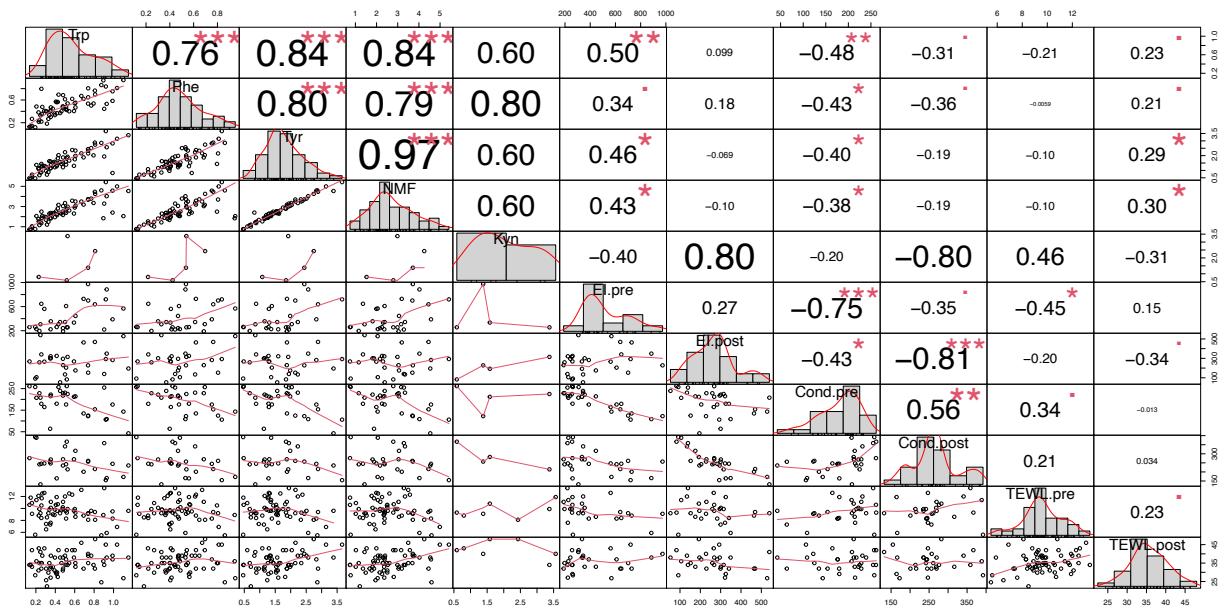 0.2 0.4 0.6 0.8 1 2 3 4 5 200 400 600 800 1000 50 100 150 200 250 6 8 10 12
Trp 0.76 *** 0.84 *** 0.84 *** 0.60 0.50 ** 0.099 −0.48 ** −0.31 . −0.21 0.23 . 0.2 0.6 1.0
0.2 0.6 Phe 0.80 *** 0.79 *** 0.80 0.34 . 0.18 −0.43 * −0.36 . −0.0059 0.21 .
Tyr 0.97 *** 0.60 0.46 * −0.069 −0.40 * −0.19 −0.10 0.29 * 0.5 2.0 3.5
1 3 5 NMF 0.60 0.43 * −0.10 −0.38 * −0.19 −0.10 0.30 *
Kyn −0.40 0.80 −0.20 −0.80 0.46 −0.31 0.5 2.0 3.5
200 600 1000 EI.pre 0.27 −0.75 *** −0.35 . −0.45 * 0.15
EI.post −0.43 * −0.81 *** −0.20 −0.34 . 100 300 500
50 150 250 Cond.pre 0.56 ** 0.34 . −0.013
Cond.post 0.21 0.034 150 300
6 8 10 12 TEWL.pre 0.23 .
TEWL.post 25 35 45
0.2 0.4 0.6 0.8 1.0 0.5 1.5 2.5 3.5 0.5 1.5 2.5 3.5 100 200 300 400 500 150 250 350 25 30 35 40 45